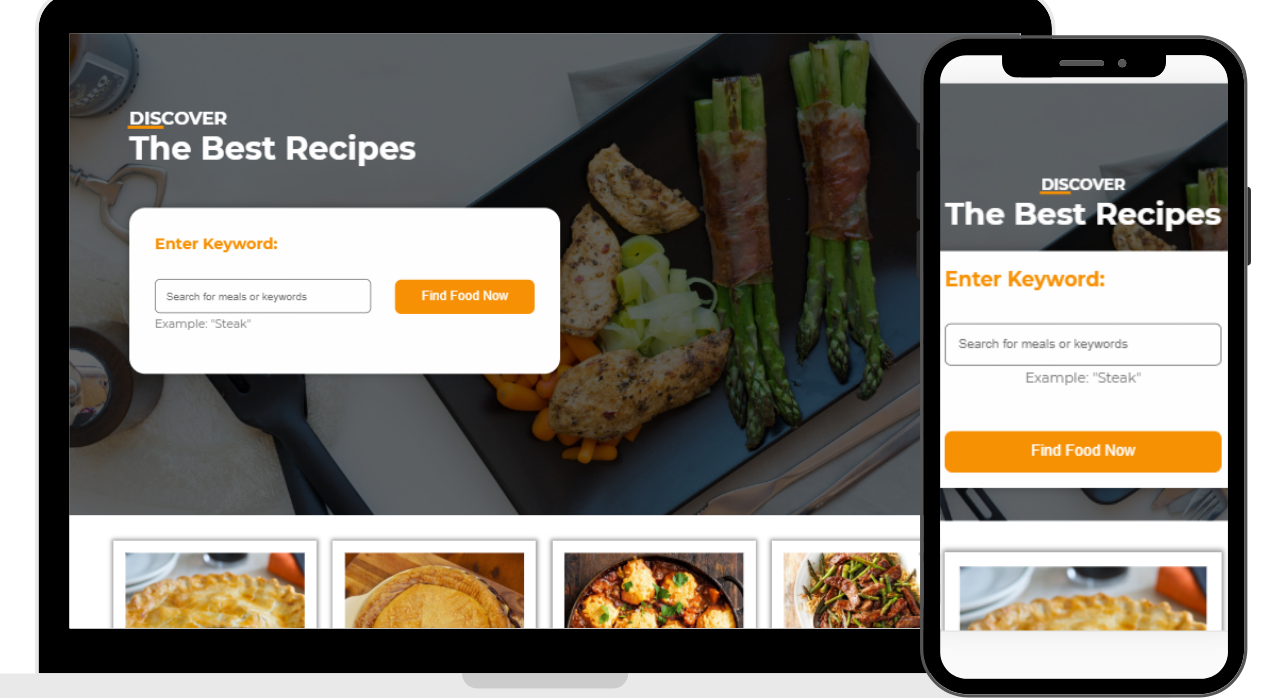 DISCOVER
The Best Recipes
Enter Keyword:
Search for meals or keywords
Find Food Now
Example: "Steak"
DISCOVER
The Best Recipes
Enter Keyword:
Search for meals or keywords
Example: "Steak"
Find Food Now